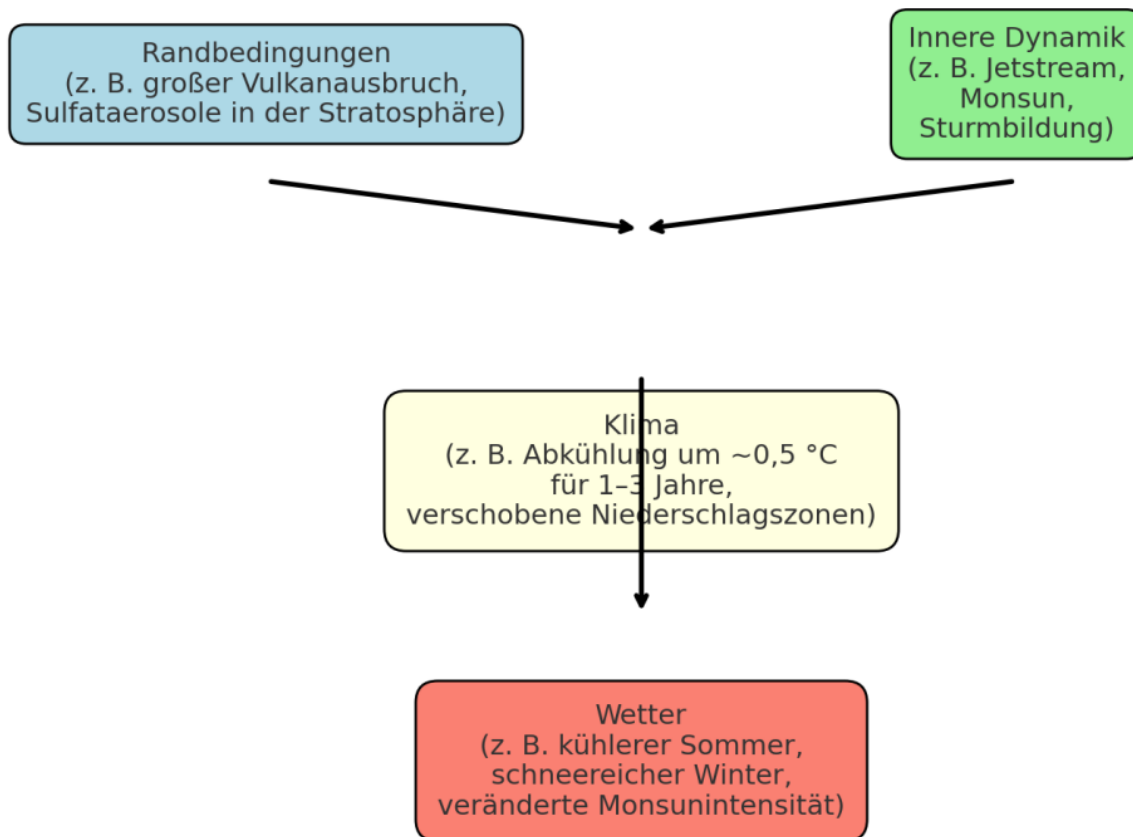 Randbedingungen
(z. B. großer Vulkanausbruch,
Sulfataerosole in der Stratosphäre)
Innere Dynamik
(z. B. Jetstream,
Monsun,
Sturmbildung)
Klima
(z. B. Abkühlung um ~0,5 °C
für 1–3 Jahre,
verschobene Niederschlagszonen)
Wetter
(z. B. kühlerer Sommer,
schneereicher Winter,
veränderte Monsunintensität)